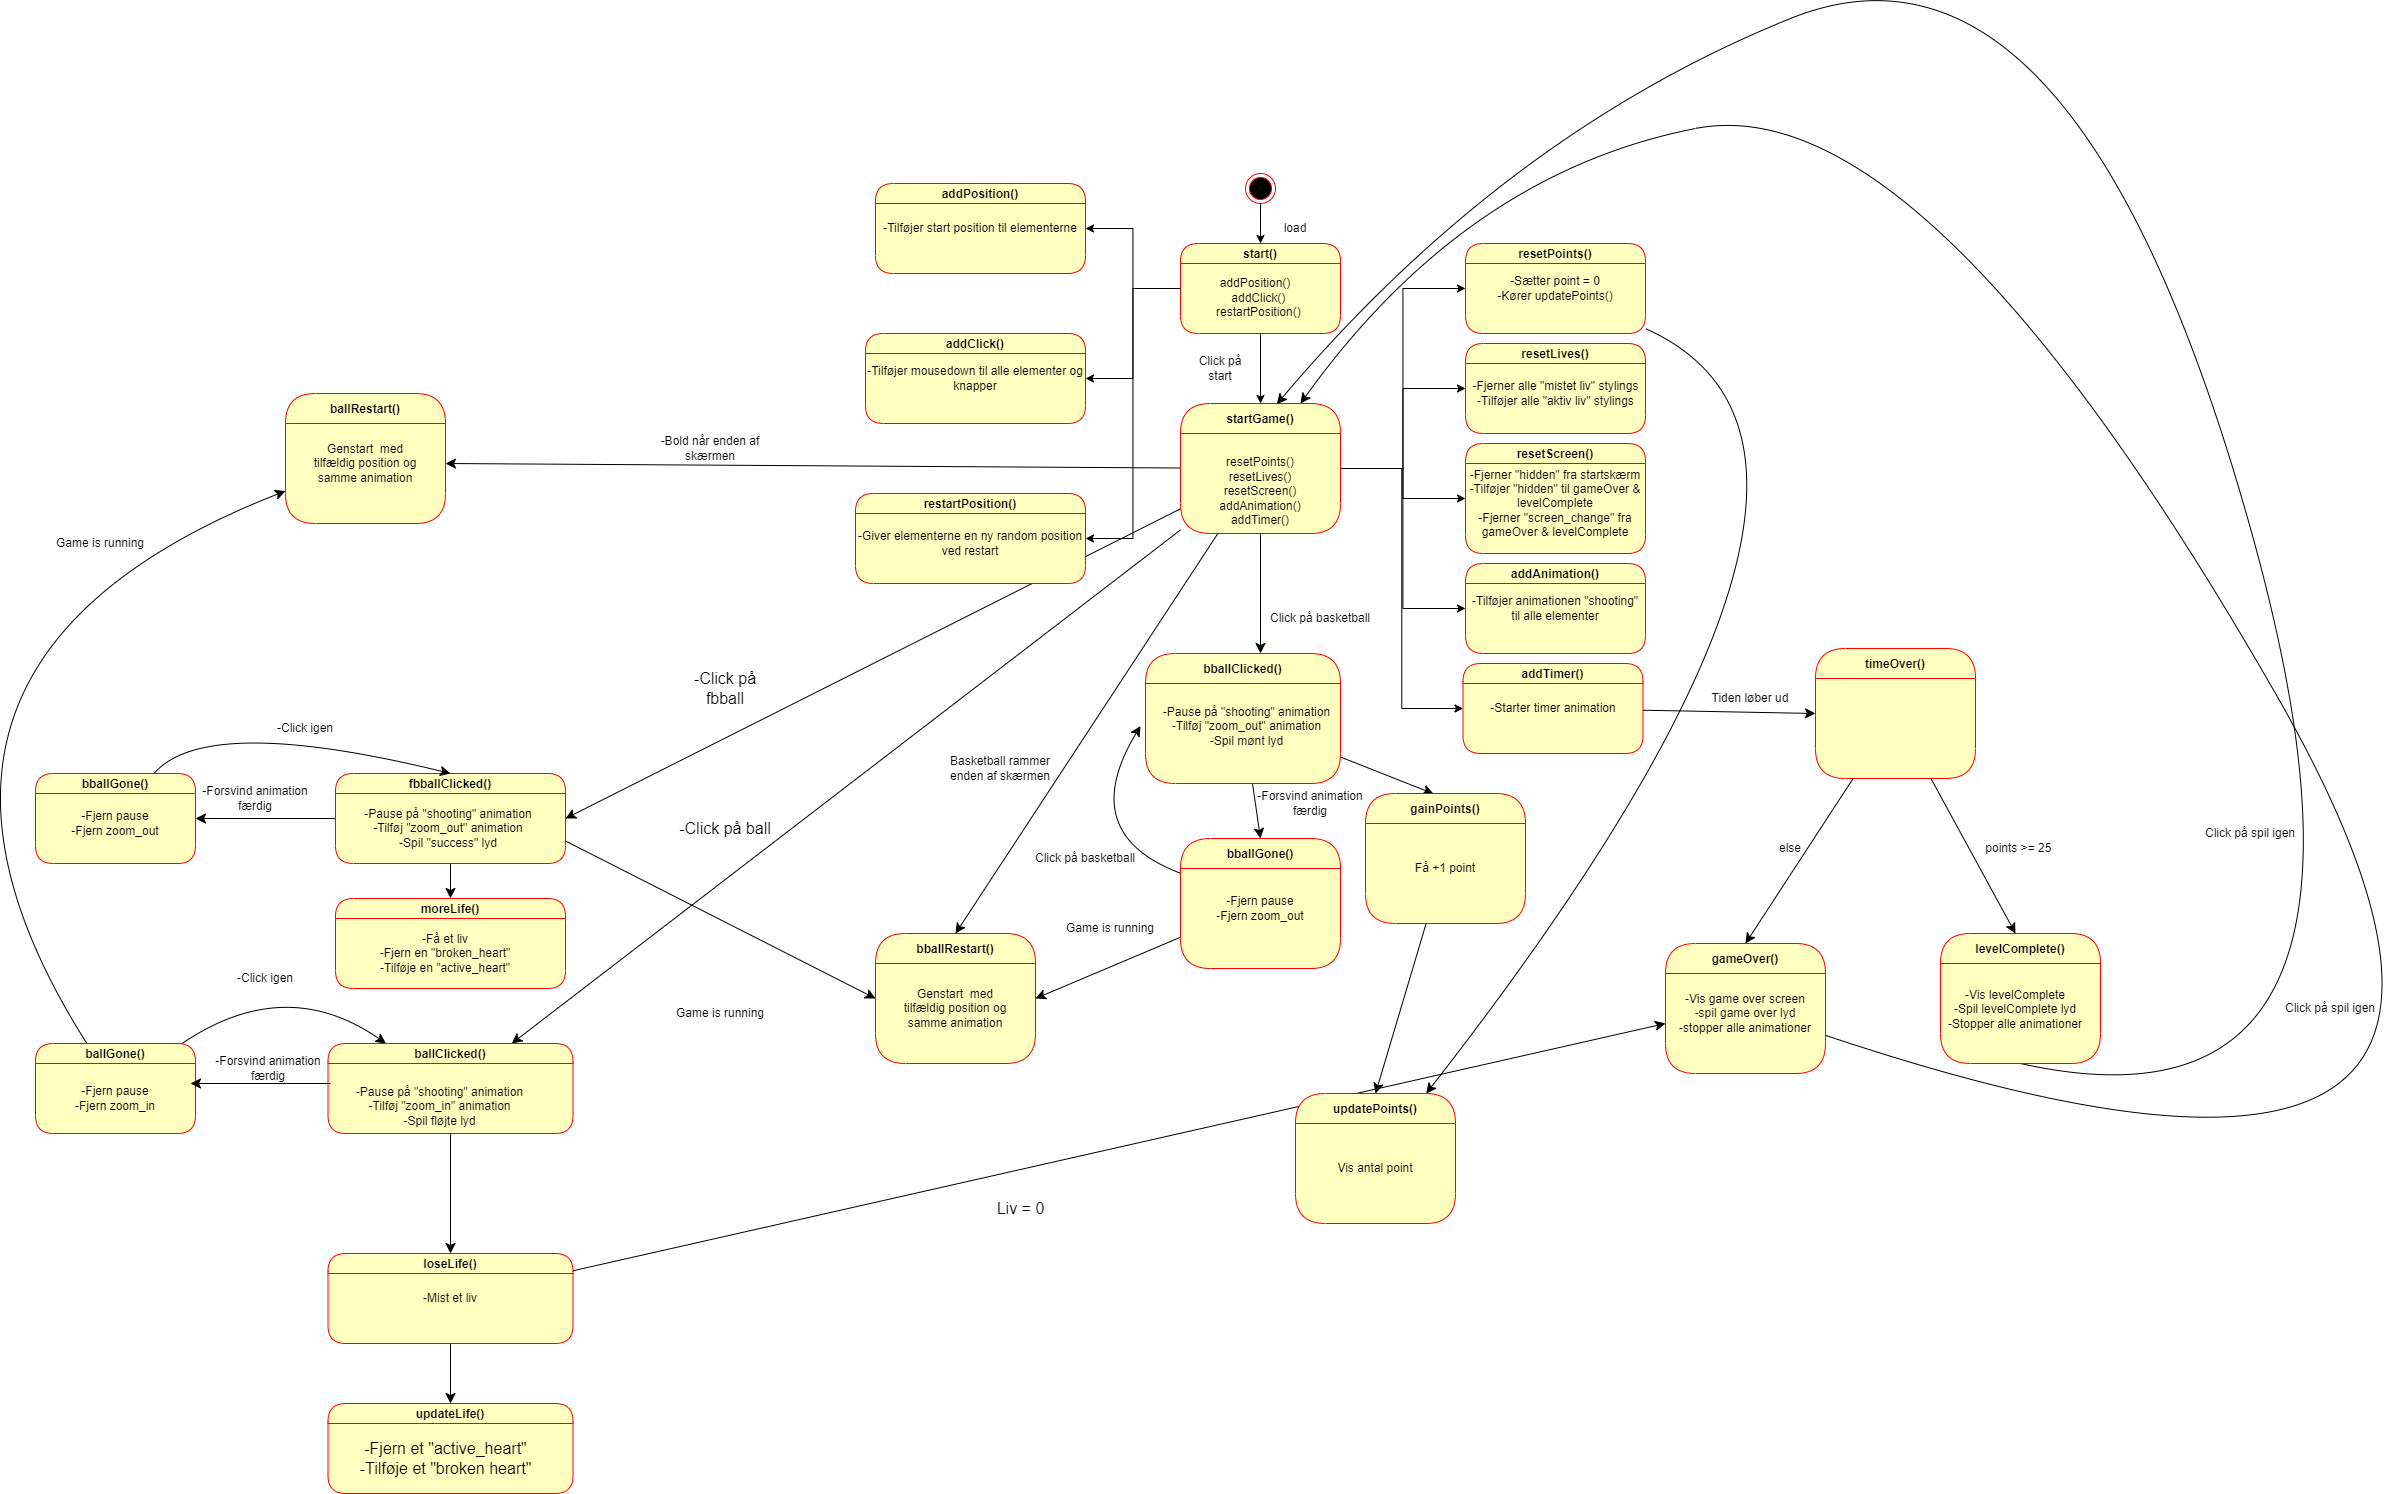 load
start()
addPosition()
addClick()
restartPosition()
addPosition()
-Tilføjer start position til elementerne
addClick()
-Tilføjer mousedown til alle elementer og
knapper
restartPosition()
-Giver elementerne en ny random position
ved restart
Click på
start
startGame()
resetPoints()
resetLives()
resetScreen()
addAnimation()
addTimer()
resetPoints()
-Sætter point = 0
-Kører updatePoints()
resetLives()
-Fjerner alle "mistet liv" stylings
-Tilføjer alle "aktiv liv" stylings
resetScreen()
-Fjerner "hidden" fra startskærm
-Tilføjer "hidden" til gameOver &
levelComplete
-Fjerner "screen_change" fra
gameOver & levelComplete
addAnimation()
-Tilføjer animationen "shooting"
til alle elementer
addTimer()
-Starter timer animation
Tiden løber ud
timeOver()
else
points >= 25
gameOver()
-Vis game over screen
-spil game over lyd
-stopper alle animationer
levelComplete()
-Vis levelComplete
-Spil levelComplete lyd
-Stopper alle animationer
Click på spil igen
Click på spil igen
-Bold når enden af
skærmen
ballRestart()
Genstart  med
tilfældig position og
samme animation
Game is running
Click på basketball
bballClicked()
-Pause på "shooting" animation
-Tilføj "zoom_out" animation
-Spil mønt lyd
-Forsvind animation
færdig
gainPoints()
Få +1 point
bballGone()
-Fjern pause
-Fjern zoom_out
Click på basketball
Game is running
Basketball rammer
enden af skærmen
bballRestart()
Genstart  med
tilfældig position og
samme animation
Game is running
updatePoints()
Vis antal point
-Click på
fbball
-Click på ball
-Click igen
bballGone()
-Fjern pause
-Fjern zoom_out
-Forsvind animation
færdig
fbballClicked()
-Pause på "shooting" animation
-Tilføj "zoom_out" animation
-Spil "success" lyd
moreLife()
-Få et liv
-Fjern en "broken_heart"
-Tilføje en "active_heart"
-Click igen
ballGone()
-Fjern pause
-Fjern zoom_in
-Forsvind animation
færdig
ballClicked()
-Pause på "shooting" animation
-Tilføj "zoom_in" animation
-Spil fløjte lyd
loseLife()
-Mist et liv
Liv = 0
updateLife()
-Fjern et "active_heart"
-Tilføje et "broken heart"